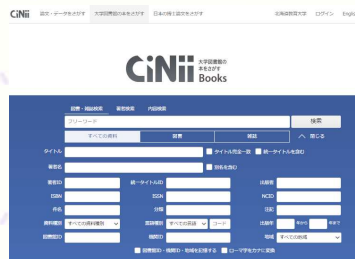 CiNii 論文・データをさがす 大学図書館の本をさがす 日本の博士論文をさがす 北海道教育大学 ログイン English
CiNii 大学図書館の本をさがす Books
図書・雑誌検索 著者検索 内容検索
フリーワード 検索
すべての資料 図書 雑誌 閉じる
タイトル タイトル完全一致 統一タイトルを含む
著者名 別名を含む
著者ID 統一タイトルID 出版者
ISBN ISSN NCID
件名 分類 注記
資料種別 すべての資料種別 言語種別 すべての言語 コード 出版年 年から 年まで
図書館ID 機関ID 地域 すべての地域
図書館ID・機関ID・地域を記憶する ローマ字をカナに変換